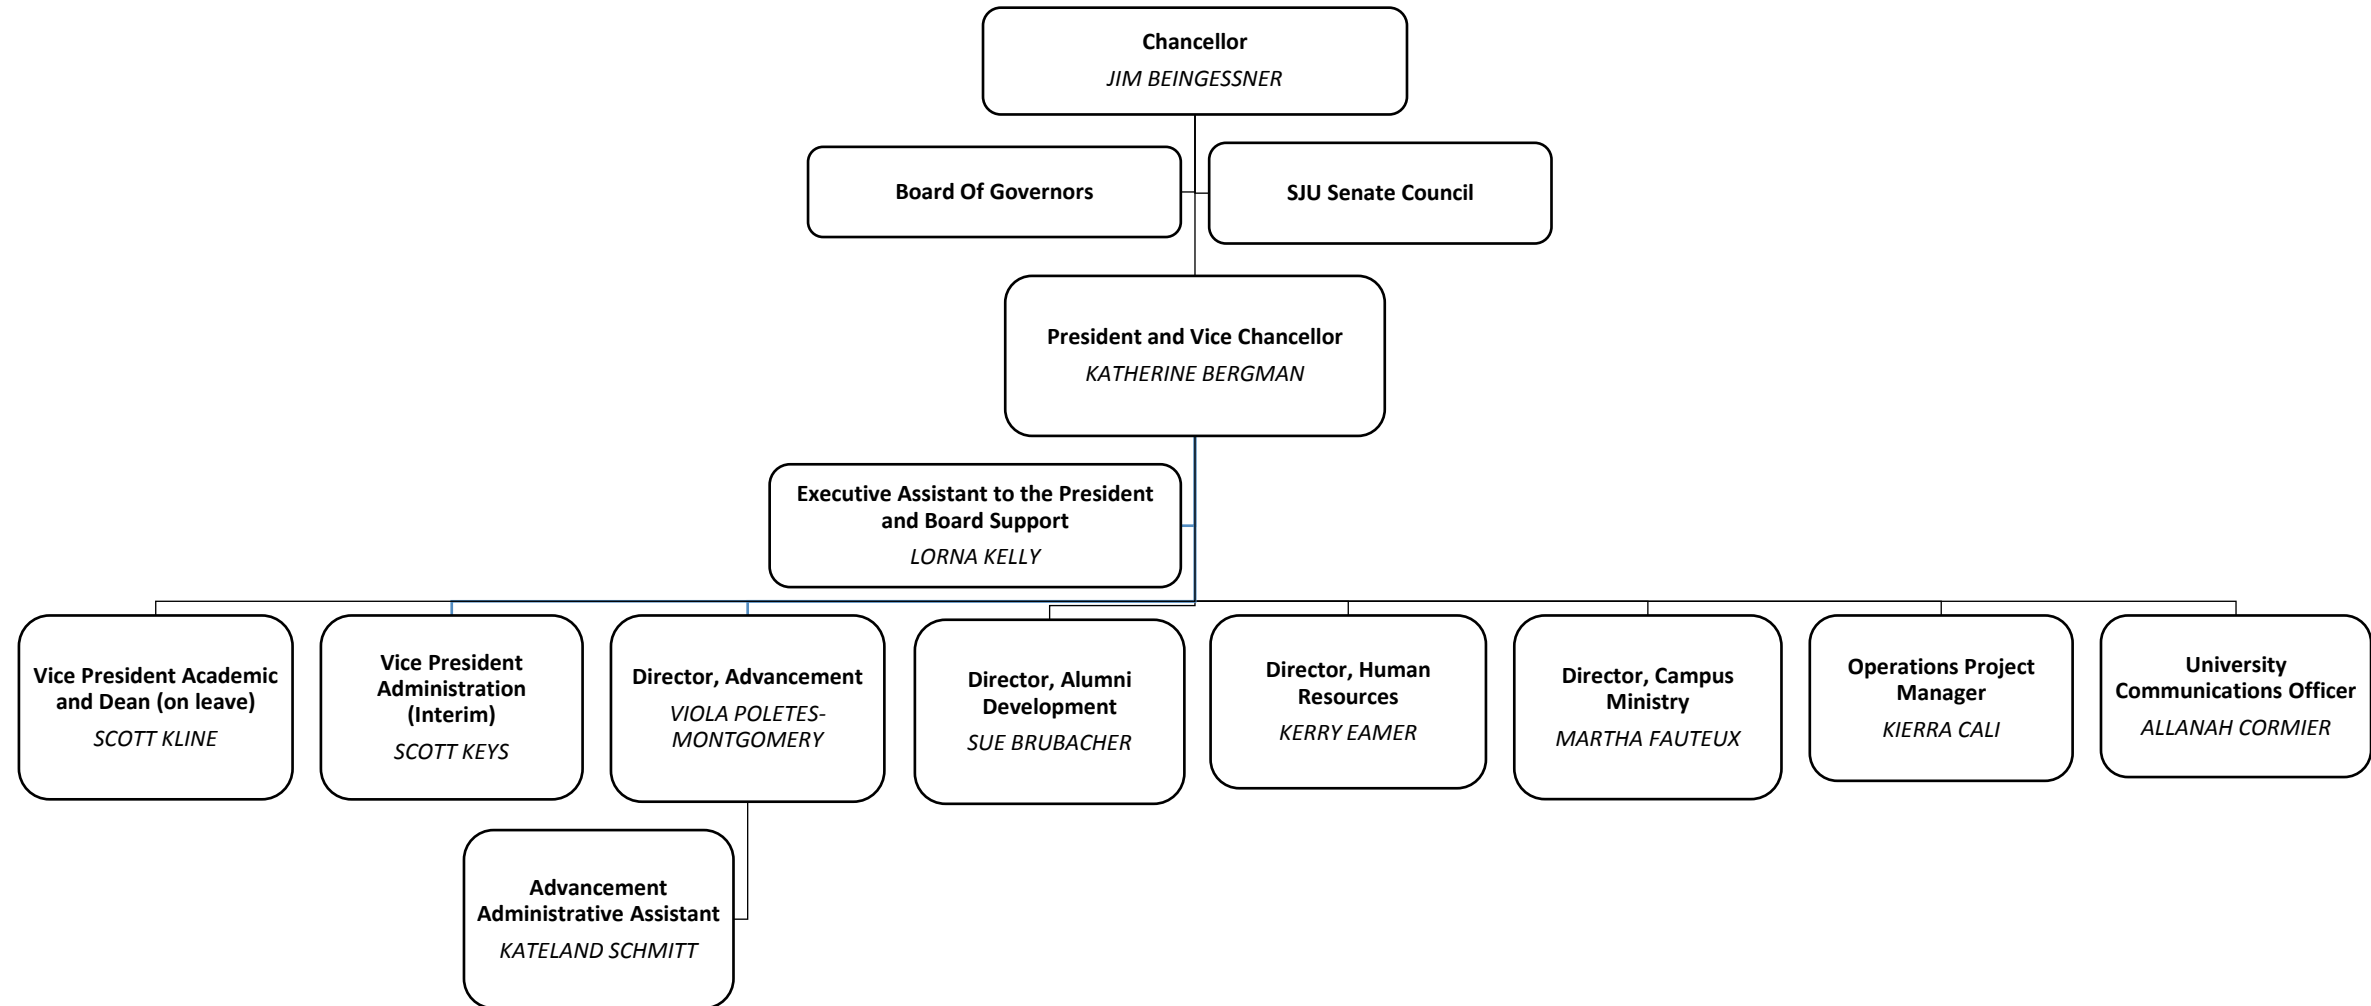 Chancellor
JIM BEINGESSNER
Board Of Governors
SJU Senate Council
President and Vice Chancellor
KATHERINE BERGMAN
Executive Assistant to the President
and Board Support
LORNA KELLY
Vice President Academic
and Dean (on leave)
SCOTT KLINE
Vice President
Administration
(Interim)
SCOTT KEYS
Director, Advancement
VIOLA POLETES-
MONTGOMERY
Director, Alumni
Development
SUE BRUBACHER
Director, Human
Resources
KERRY EAMER
Director, Campus
Ministry
MARTHA FAUTEUX
Operations Project
Manager
KIERRA CALI
University
Communications Officer
ALLANAH CORMIER
Advancement
Administrative Assistant
KATELAND SCHMITT